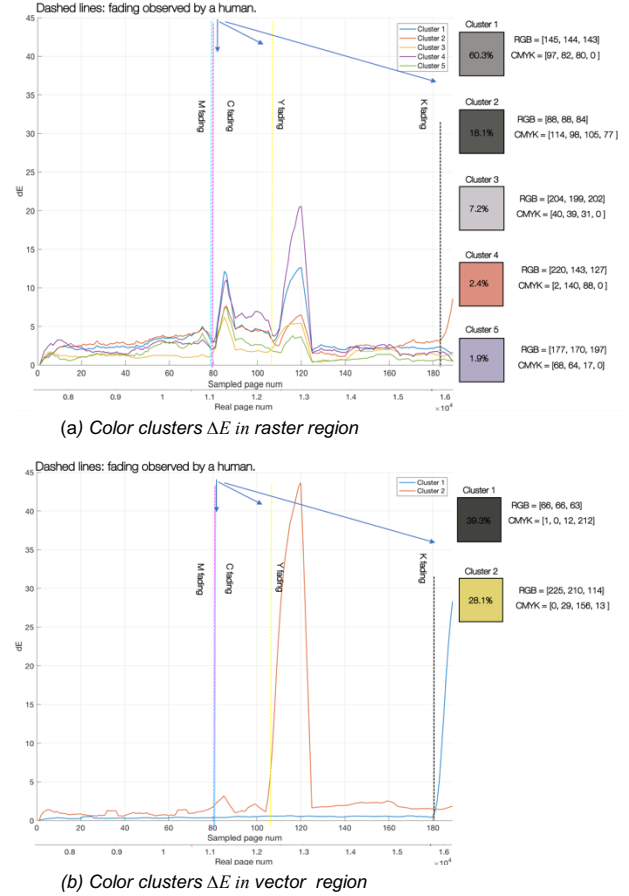 Dashed lines: fading observed by a human.
45
40
35
30
25
20
15
10
5
0
dE
Cluster 1
Cluster 2
Cluster 3
Cluster 4
Cluster 5
M fading
C fading
Y fading
K fading
0 20 40 60 80 100 120 140 160 180
Sampled page num
0.8 0.9 1 1.1 1.2 1.3 1.4 1.5 1.6
Real page num
×10⁴
Cluster 1
60.3%
RGB = [145, 144, 143]
CMYK = [97, 82, 80, 0 ]
Cluster 2
18.1%
RGB = [88, 88, 84]
CMYK = [114, 98, 105, 77 ]
Cluster 3
7.2%
RGB = [204, 199, 202]
CMYK = [40, 39, 31, 0 ]
Cluster 4
2.4%
RGB = [220, 143, 127]
CMYK = [2, 140, 88, 0 ]
Cluster 5
1.9%
RGB = [177, 170, 197]
CMYK = [68, 64, 17, 0]
(a) Color clusters ΔE in raster region
Dashed lines: fading observed by a human.
45
40
35
30
25
20
15
10
5
0
dE
Cluster 1
Cluster 2
M fading
C fading
Y fading
K fading
0 20 40 60 80 100 120 140 160 180
Sampled page num
0.8 0.9 1 1.1 1.2 1.3 1.4 1.5 1.6
Real page num
×10⁴
Cluster 1
39.3%
RGB = [66, 66, 63]
CMYK = [1, 0, 12, 212]
Cluster 2
28.1%
RGB = [225, 210, 114]
CMYK = [0, 29, 156, 13 ]
(b) Color clusters ΔE in vector region